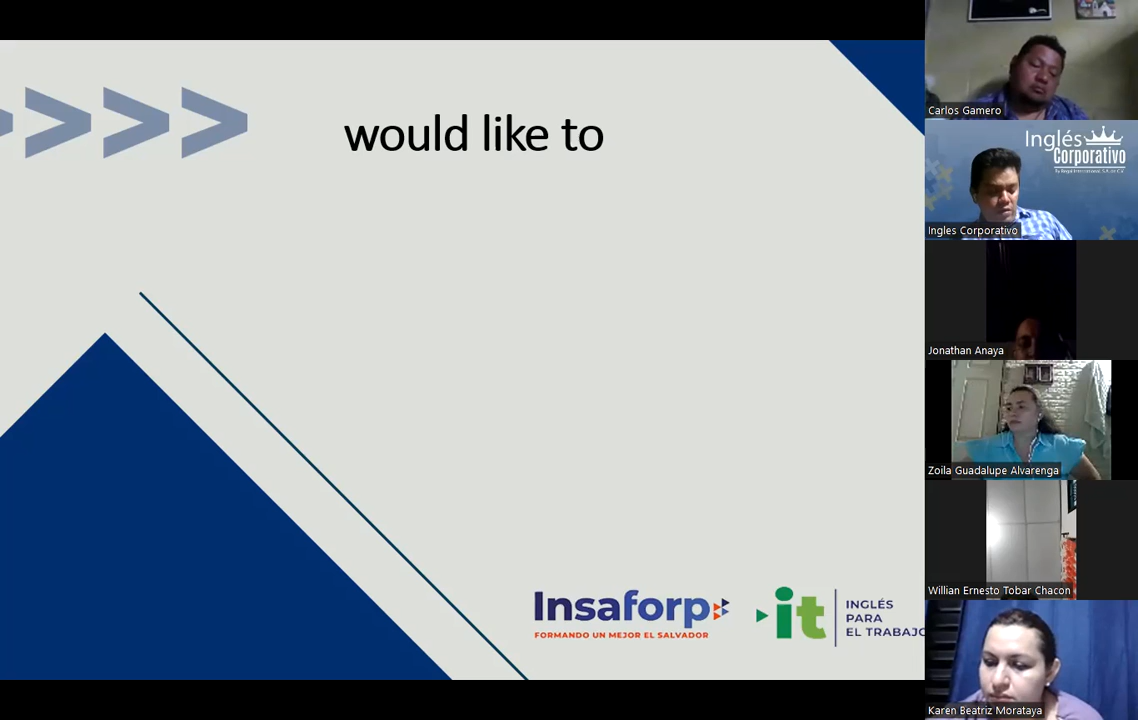 >>>>
would like to
Insaforp
FORMANDO UN MEJOR EL SALVADOR
it
INGLÉS
PARA
EL TRABAJO
Carlos Gamero
Inglés
Corporativo
Ingles Corporativo
Jonathan Anaya
Zoila Guadalupe Alvarenga
Willian Ernesto Tobar Chacon
Karen Beatriz Morataya